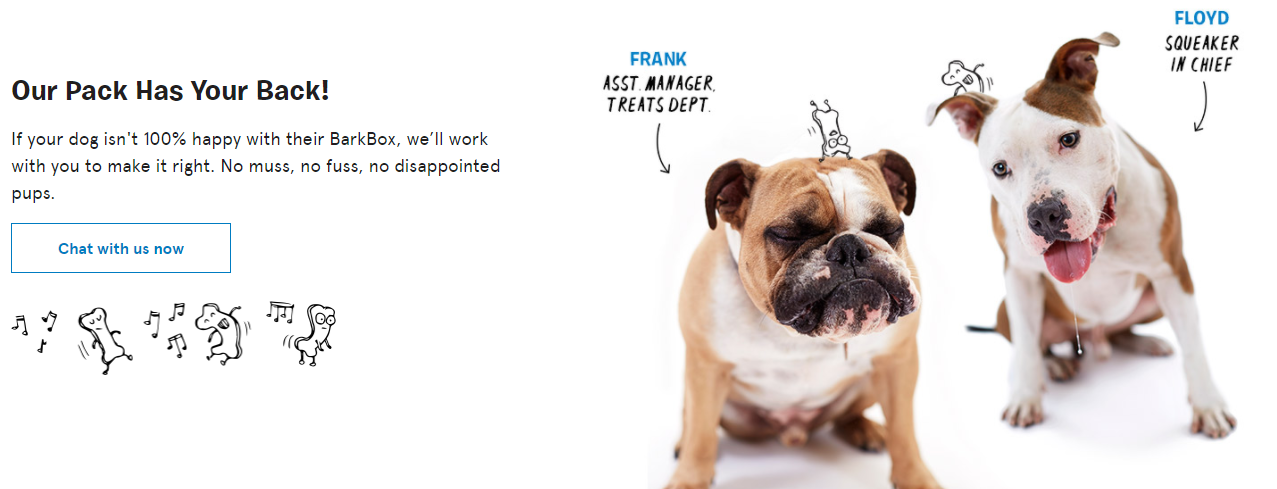 Our Pack Has Your Back!
If your dog isn't 100% happy with their BarkBox, we’ll work
with you to make it right. No muss, no fuss, no disappointed
pups.
Chat with us now
FRANK
ASST. MANAGER,
TREATS DEPT.
FLOYD
SQUEAKER
IN CHIEF